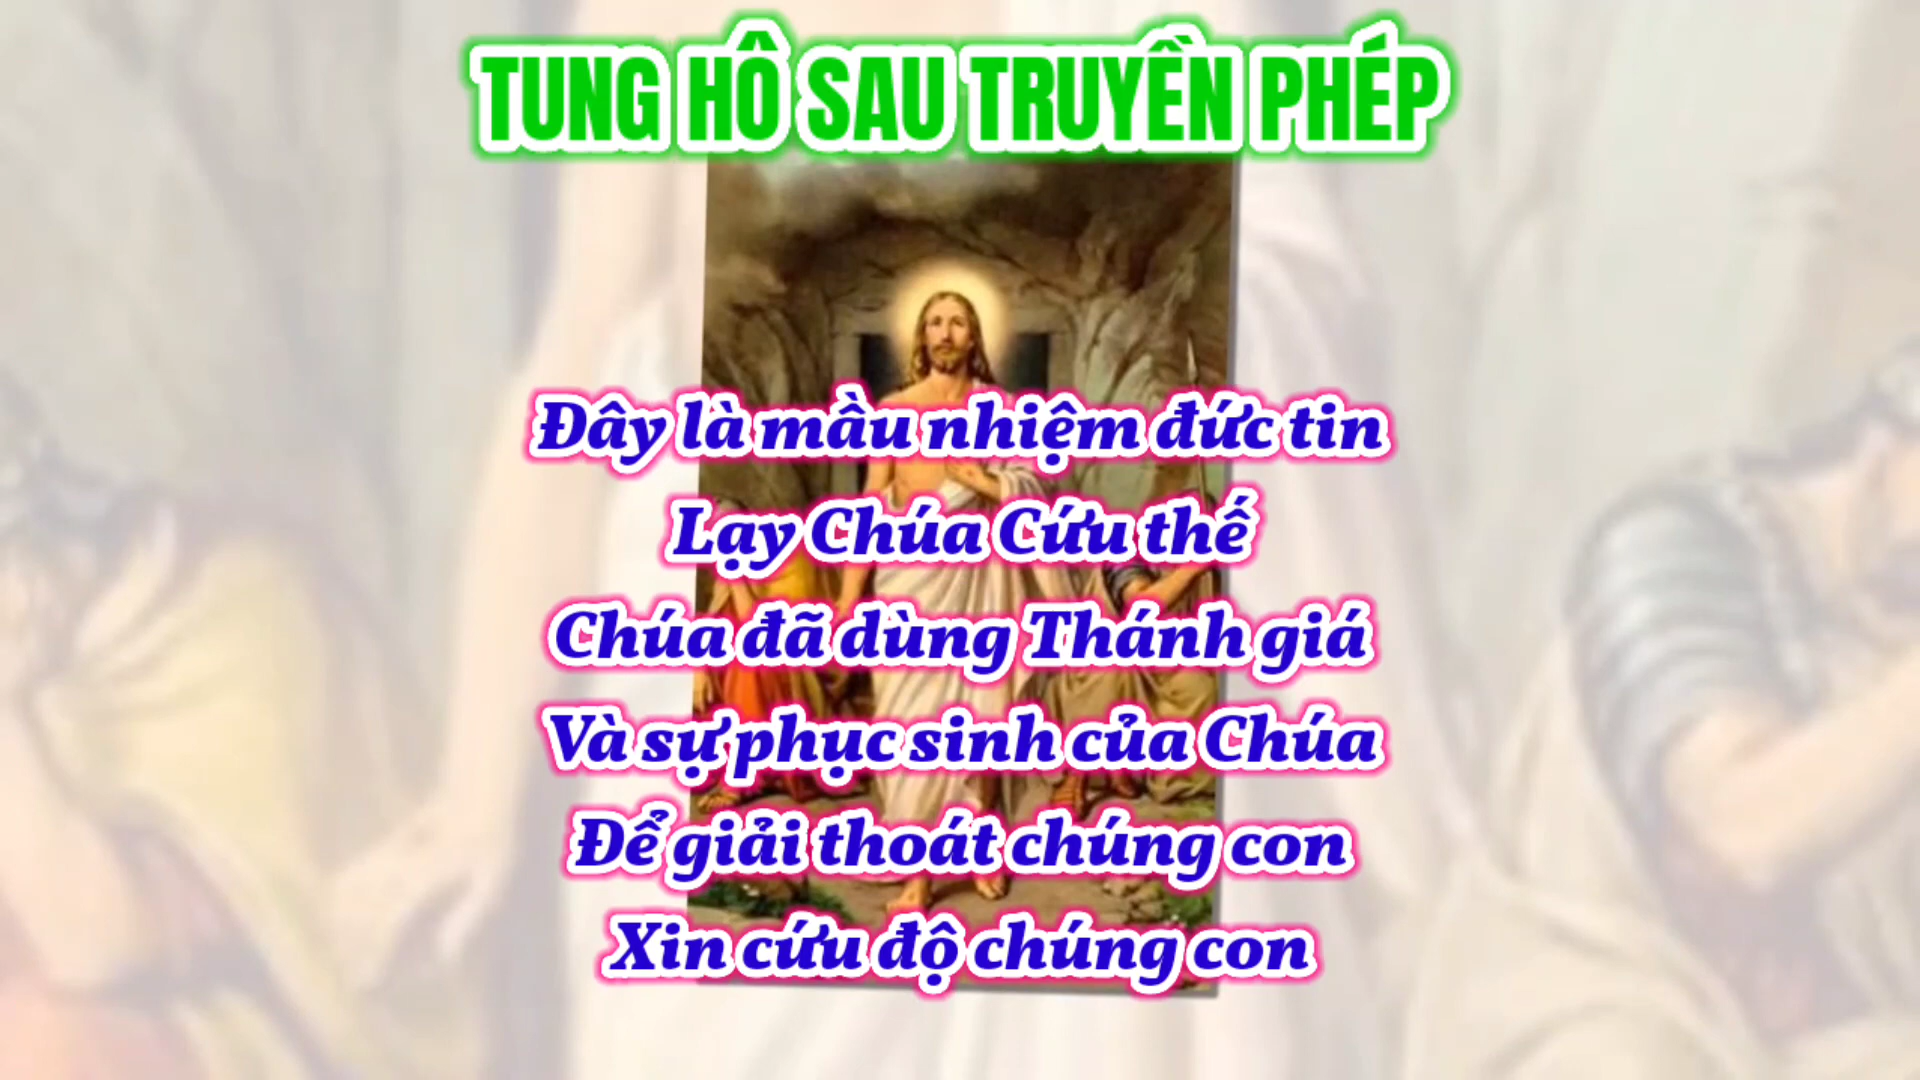 TUNG HÔ SAU TRUYỀN PHÉP
Đây là mầu nhiệm đức tin
Lạy Chúa Cứu thế
Chúa đã dùng Thánh giá
Và sự phục sinh của Chúa
Để giải thoát chúng con
Xin cứu độ chúng con